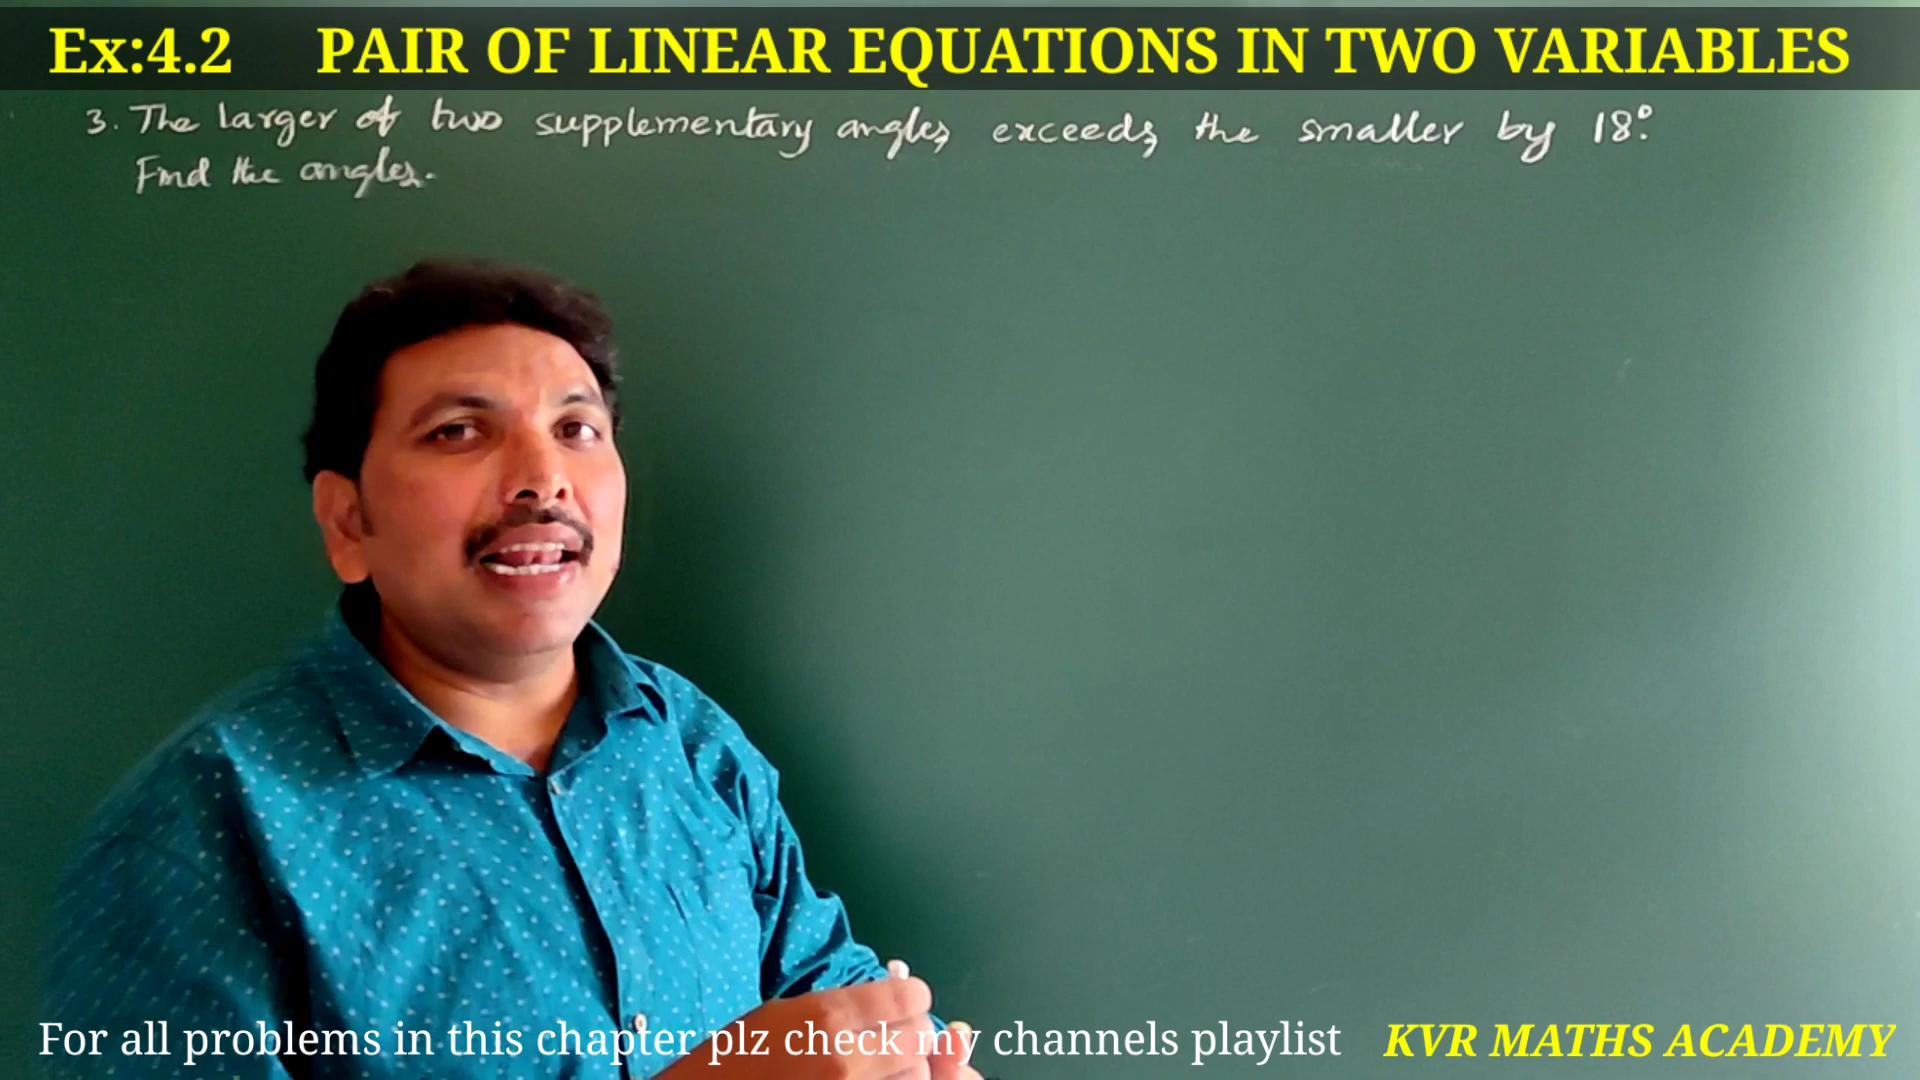 Ex:4.2 PAIR OF LINEAR EQUATIONS IN TWO VARIABLES
3. The larger of two supplementary angles exceeds the smaller by 18°.
Find the angles.
For all problems in this chapter plz check my channels playlist KVR MATHS ACADEMY